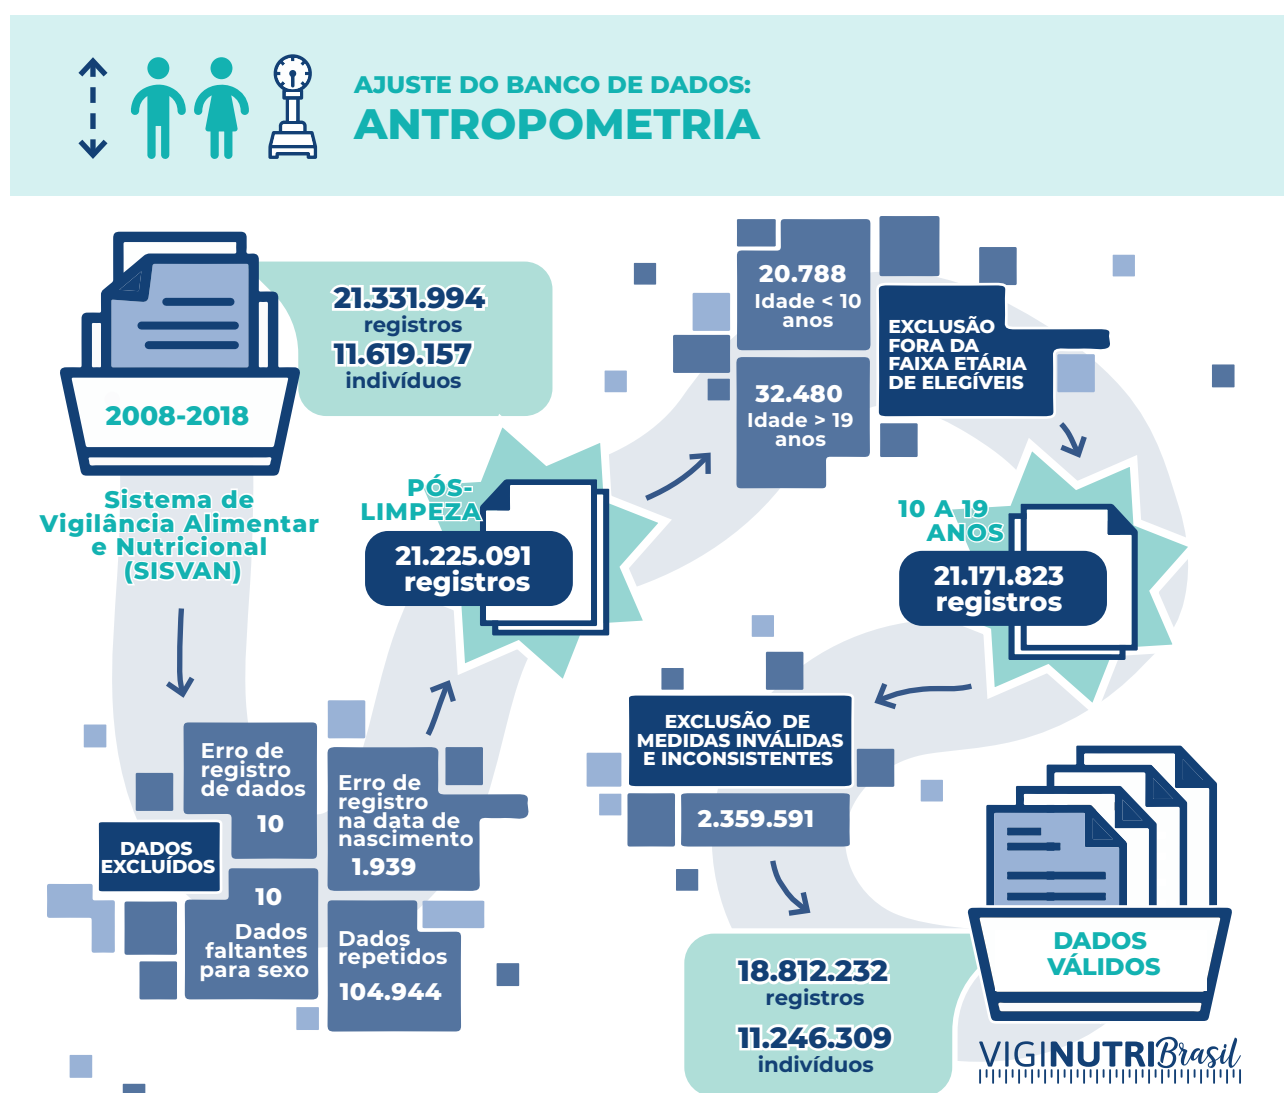 AJUSTE DO BANCO DE DADOS:
ANTROPOMETRIA
21.331.994
registros
11.619.157
indivíduos
2008-2018
Sistema de
Vigilância Alimentar
e Nutricional
(SISVAN)
DADOS
EXCLUÍDOS
Erro de
registro
de dados
10
10
Dados
faltantes
para sexo
Erro de
registro
na data de
nascimento
1.939
Dados
repetidos
104.944
PÓS-
LIMPEZA
21.225.091
registros
20.788
Idade < 10
anos
32.480
Idade > 19
anos
EXCLUSÃO
FORA DA
FAIXA ETÁRIA
DE ELEGÍVEIS
10 A 19
ANOS
21.171.823
registros
EXCLUSÃO DE
MEDIDAS INVÁLIDAS
E INCONSISTENTES
2.359.591
18.812.232
registros
11.246.309
indivíduos
DADOS
VÁLIDOS
VIGINUTRIBrasil